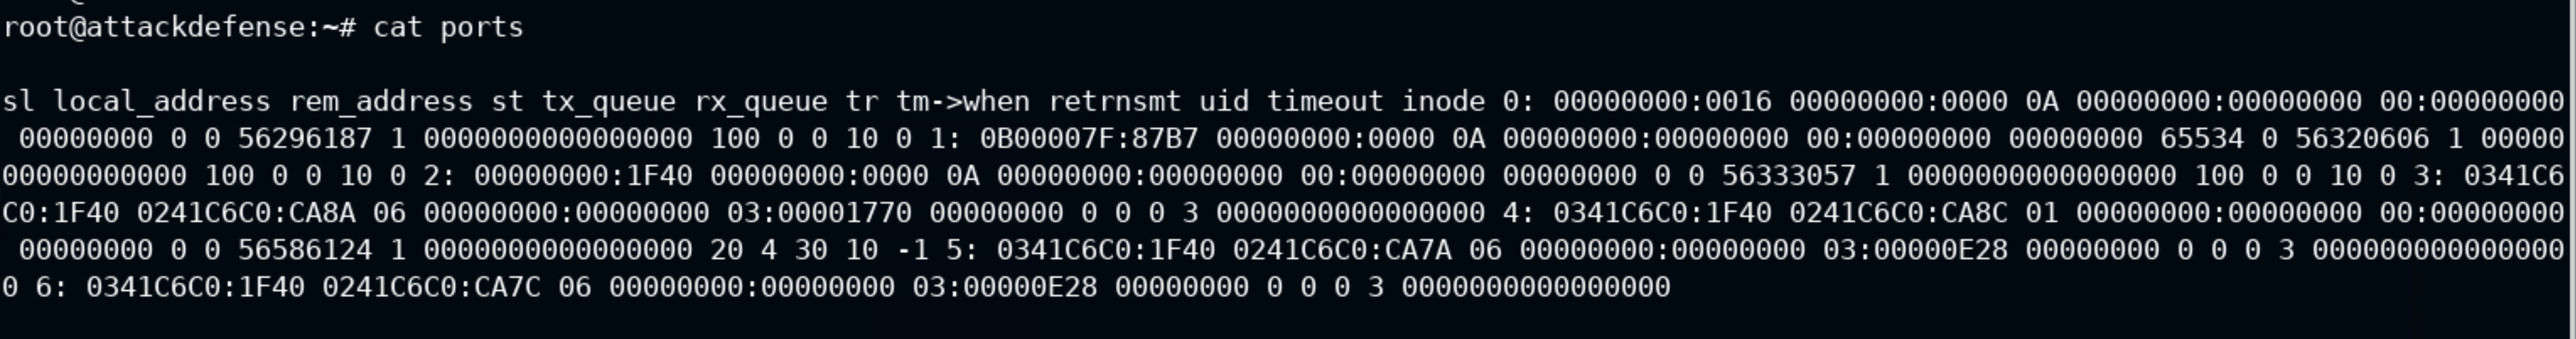 root@attackdefense:~# cat ports
sl local_address rem_address st tx_queue rx_queue tr tm->when retrnsmt uid timeout inode 0: 00000000:0016 00000000:0000 0A 00000000:00000000 00:00000000
00000000 0 0 56296187 1 0000000000000000 100 0 0 10 0 1: 0B00007F:87B7 00000000:0000 0A 00000000:00000000 00:00000000 00000000 65534 0 56320606 1 00000
00000000000 100 0 0 10 0 2: 00000000:1F40 00000000:0000 0A 00000000:00000000 00:00000000 00000000 0 0 56333057 1 0000000000000000 100 0 0 10 0 3: 0341C6
C0:1F40 0241C6C0:CA8A 06 00000000:00000000 03:00001770 00000000 0 0 0 3 0000000000000000 4: 0341C6C0:1F40 0241C6C0:CA8C 01 00000000:00000000 00:00000000
00000000 0 0 56586124 1 0000000000000000 20 4 30 10 -1 5: 0341C6C0:1F40 0241C6C0:CA7A 06 00000000:00000000 03:00000E28 00000000 0 0 0 3 000000000000000
0 6: 0341C6C0:1F40 0241C6C0:CA7C 06 00000000:00000000 03:00000E28 00000000 0 0 0 3 0000000000000000